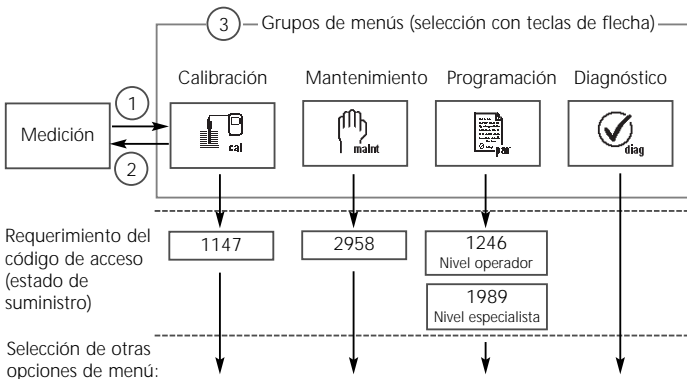 3
Grupos de menús (selección con teclas de flecha)
Calibración
Mantenimiento
Programación
Diagnóstico
Medición
1
2
cal
maint
par
diag
Requerimiento del
código de acceso
(estado de
suministro)
1147
2958
1246
Nivel operador
1989
Nivel especialista
Selección de otras
opciones de menú: